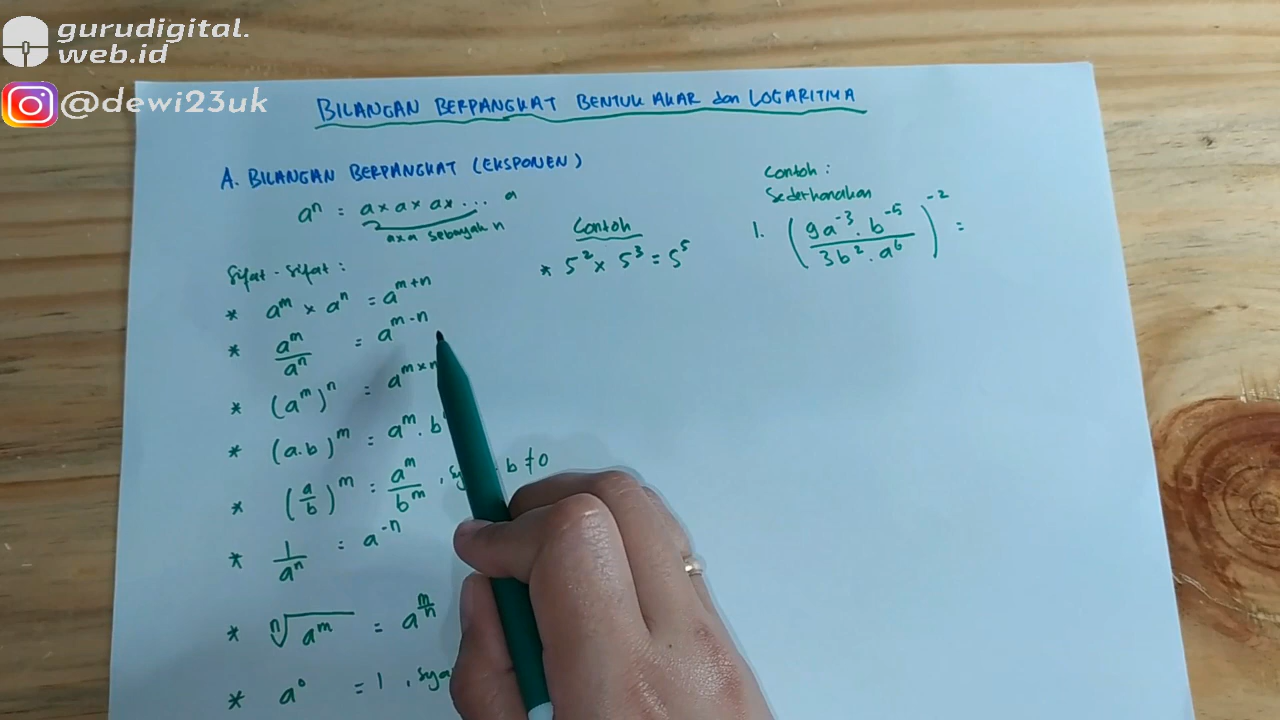 gurudigital.
web.id
@dewi23uk
BILANGAN BERPANGKAT BENTUK AKAR dan LOGARITMA
A. BILANGAN BERPANGKAT (EKSPONEN)
aⁿ = a x a x a x ... a
axa sebanyak n
Sifat - Sifat :
* aᵐ x aⁿ = aᵐ⁺ⁿ
* aᵐ/aⁿ = aᵐ⁻ⁿ
* (aᵐ)ⁿ = aᵐˣⁿ
* (a.b)ᵐ = aᵐ . b
* (a/b)ᵐ = aᵐ/bᵐ , b ≠ 0
* 1/aⁿ = a⁻ⁿ
* ⁿ√aᵐ = a^(m/n)
* a⁰ = 1 ,
Contoh
* 5² x 5³ = 5⁵
Contoh :
Sederhanakan
1. (9a⁻³ . b⁻⁵ / 3b² . a⁶)⁻² =